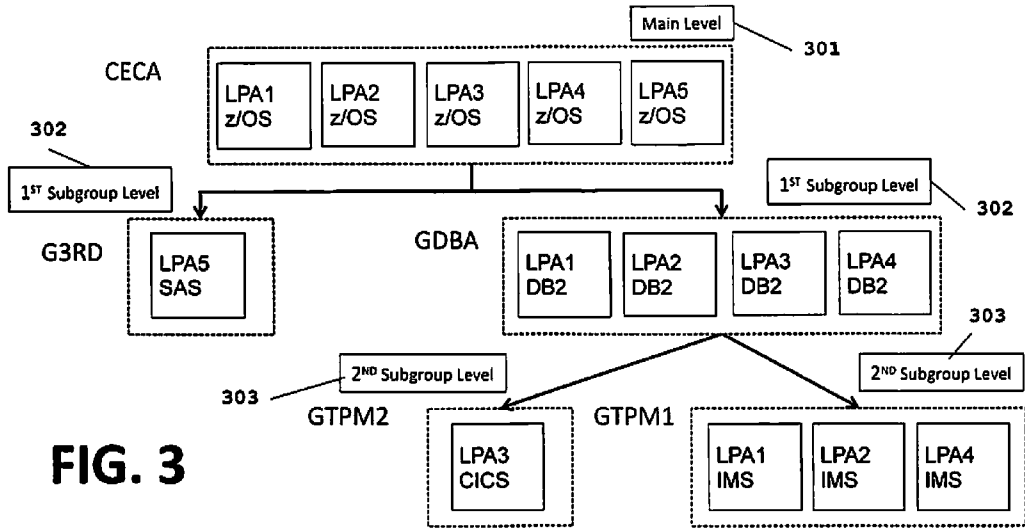 Main Level
301
CECA
LPA1 LPA2 LPA3 LPA4 LPA5
z/OS z/OS z/OS z/OS z/OS
302
1ST Subgroup Level
1ST Subgroup Level
302
G3RD
GDBA
LPA5
SAS
LPA1 LPA2 LPA3 LPA4
DB2 DB2 DB2 DB2
303
2ND Subgroup Level
2ND Subgroup Level
303
GTPM2
GTPM1
LPA3
CICS
LPA1 LPA2 LPA4
IMS IMS IMS
FIG. 3